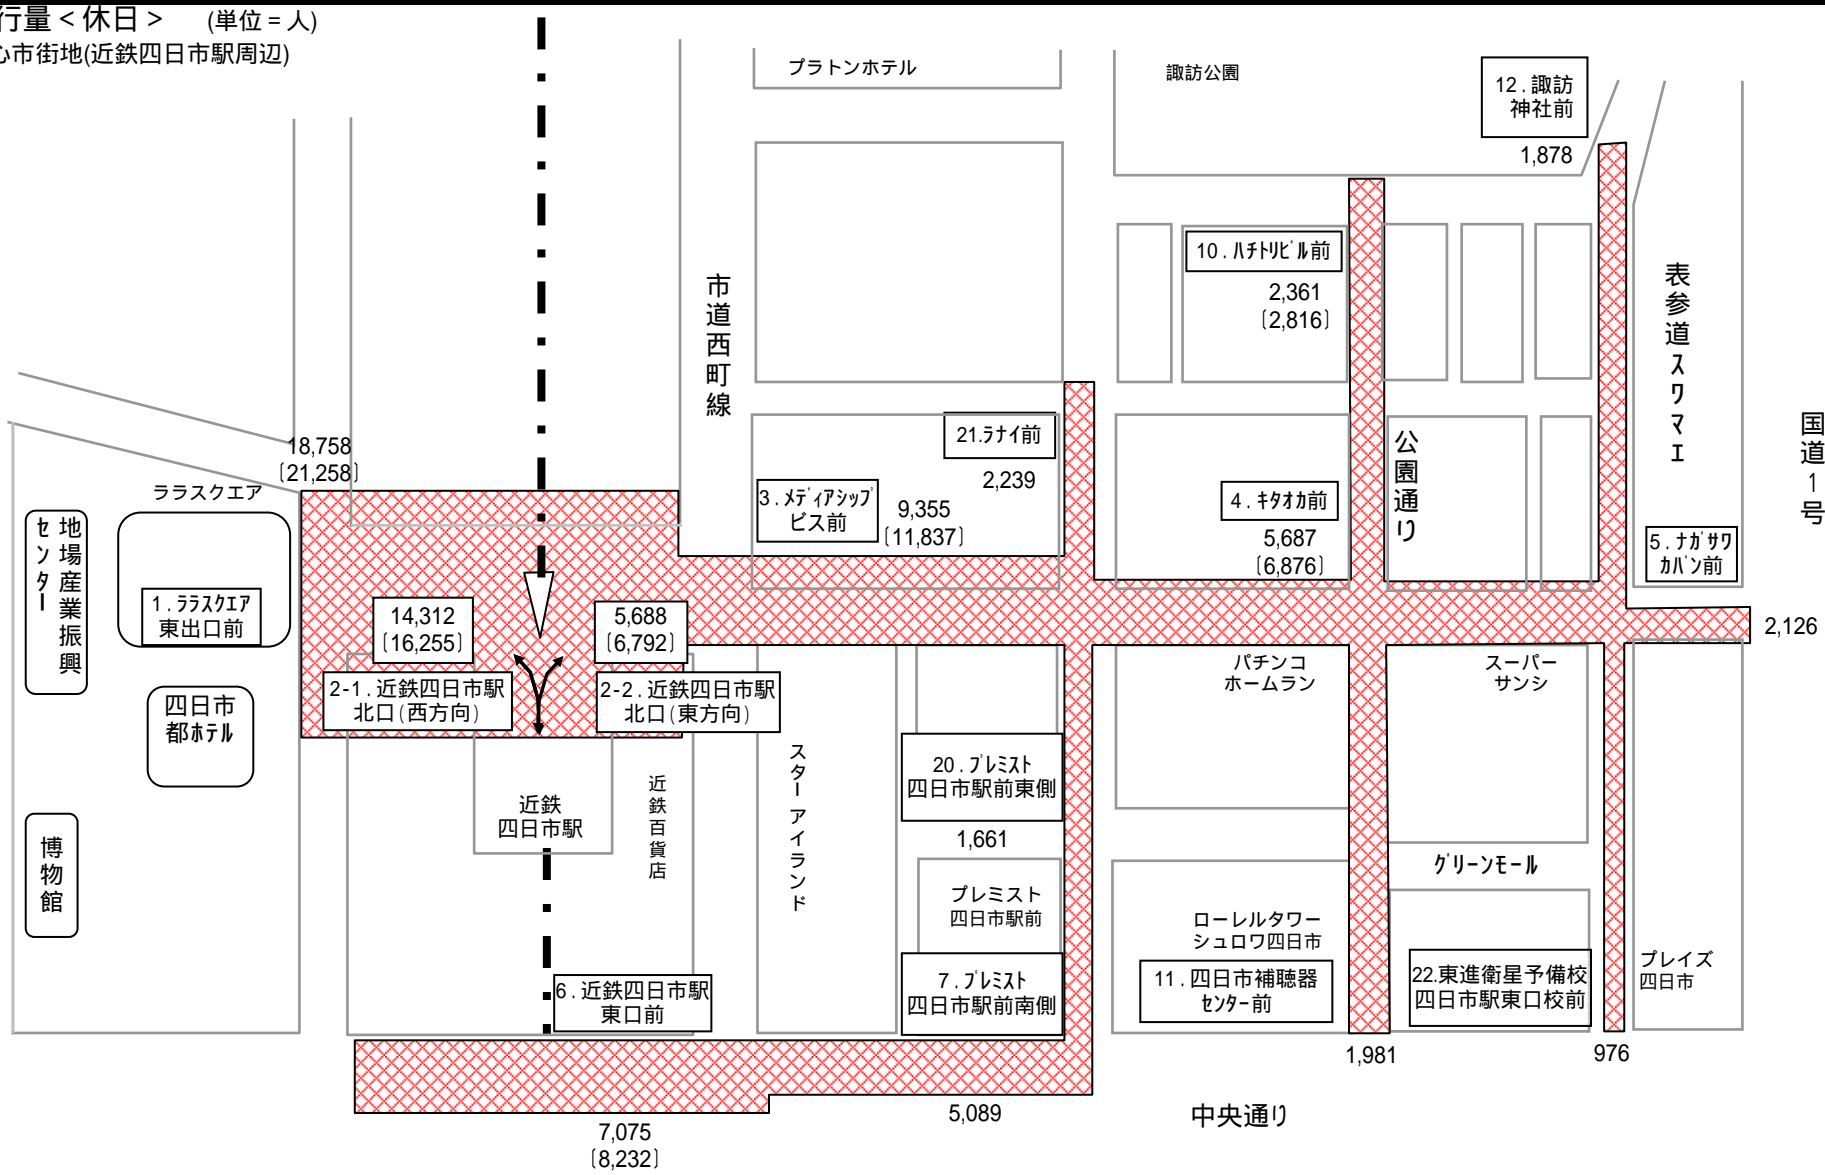 行量＜休日＞　(単位＝人)
市街地(近鉄四日市駅周辺)
プラトンホテル
諏訪公園
12．諏訪
神社前
1,878
10．ﾊﾁﾄﾘﾋﾞﾙ前
2,361
〔2,816〕
市道西町線
表参道スワマエ
国道1号
公園通り
18,758
〔21,258〕
ララスクエア
21.ﾗﾅｲ前
2,239
3．ﾒﾃﾞｨｱｼｯﾌﾟ
ビス前
9,355
〔11,837〕
4．ｷﾀｵｶ前
5,687
〔6,876〕
5．ﾅｶﾞｻﾜ
ｶﾊﾞﾝ前
2,126
地場産業振興
センター
1．ﾗﾗｽｸｴｱ
東出口前
14,312
〔16,255〕
5,688
〔6,792〕
2-1．近鉄四日市駅
北口(西方向)
2-2．近鉄四日市駅
北口(東方向)
四日市
都ﾎﾃﾙ
博物館
近鉄
四日市駅
近鉄百貨店
スターアイランド
パチンコ
ホームラン
スーパー
サンシ
20．ﾌﾟﾚﾐｽﾄ
四日市駅前東側
1,661
プレミスト
四日市駅前
グリーンモール
ローレルタワー
シュロワ四日市
プレイズ
四日市
6．近鉄四日市駅
東口前
7．ﾌﾟﾚﾐｽﾄ
四日市駅前南側
11．四日市補聴器
ｾﾝﾀｰ前
22.東進衛星予備校
四日市駅東口校前
1,981
976
7,075
〔8,232〕
5,089
中央通り